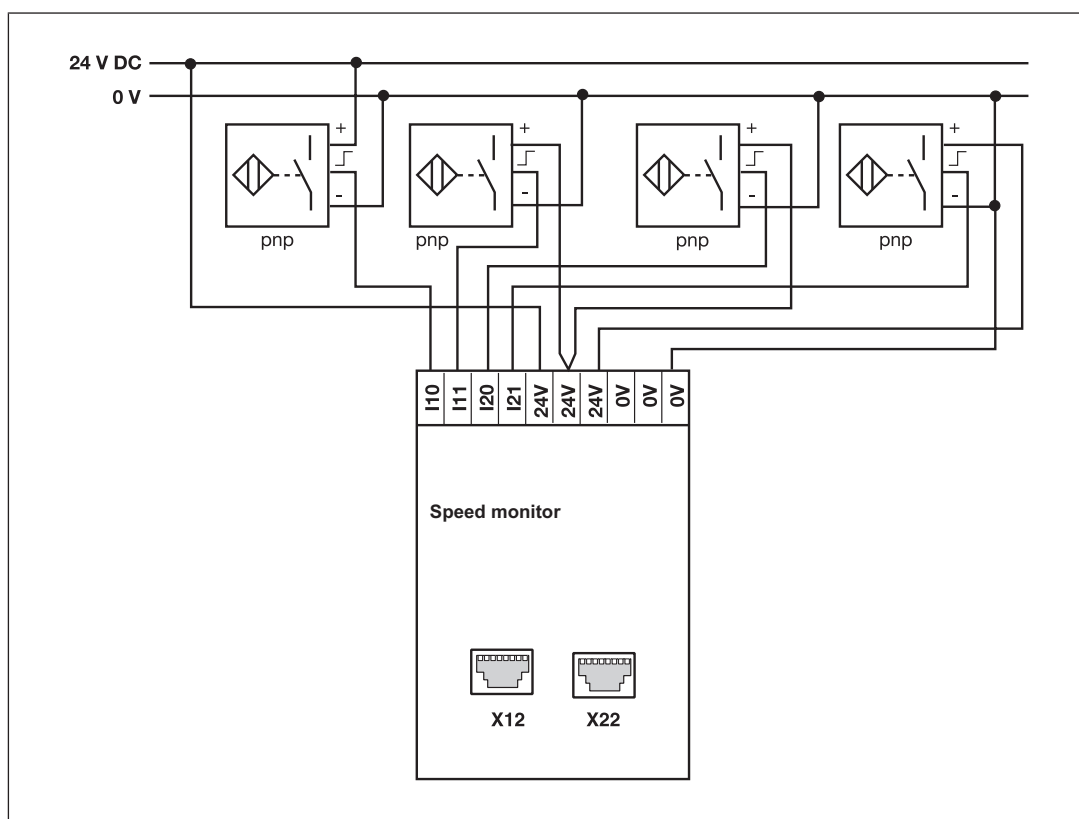 24 V DC
0 V
+ + + +
- - - -
pnp pnp pnp pnp
I10 I11 I20 I21 24V 24V 24V 0V 0V 0V
Speed monitor
X12 X22